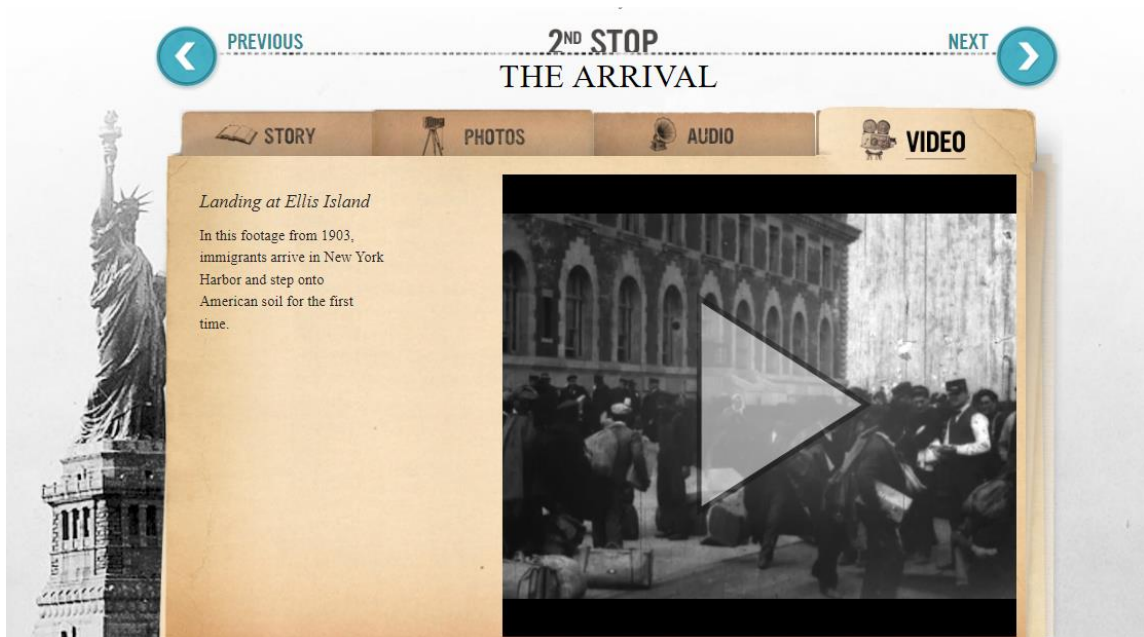 PREVIOUS
2ND STOP
NEXT
THE ARRIVAL
STORY
PHOTOS
AUDIO
VIDEO
Landing at Ellis Island
In this footage from 1903,
immigrants arrive in New York
Harbor and step onto
American soil for the first
time.